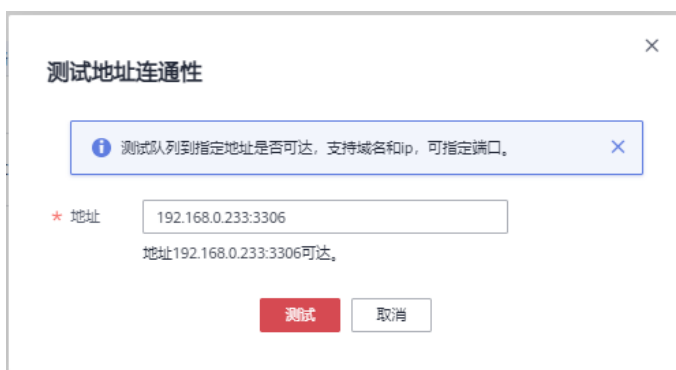 测试地址连通性
测试队列到指定地址是否可达，支持域名和ip，可指定端口。
* 地址 192.168.0.233:3306
地址192.168.0.233:3306可达。
测试 取消